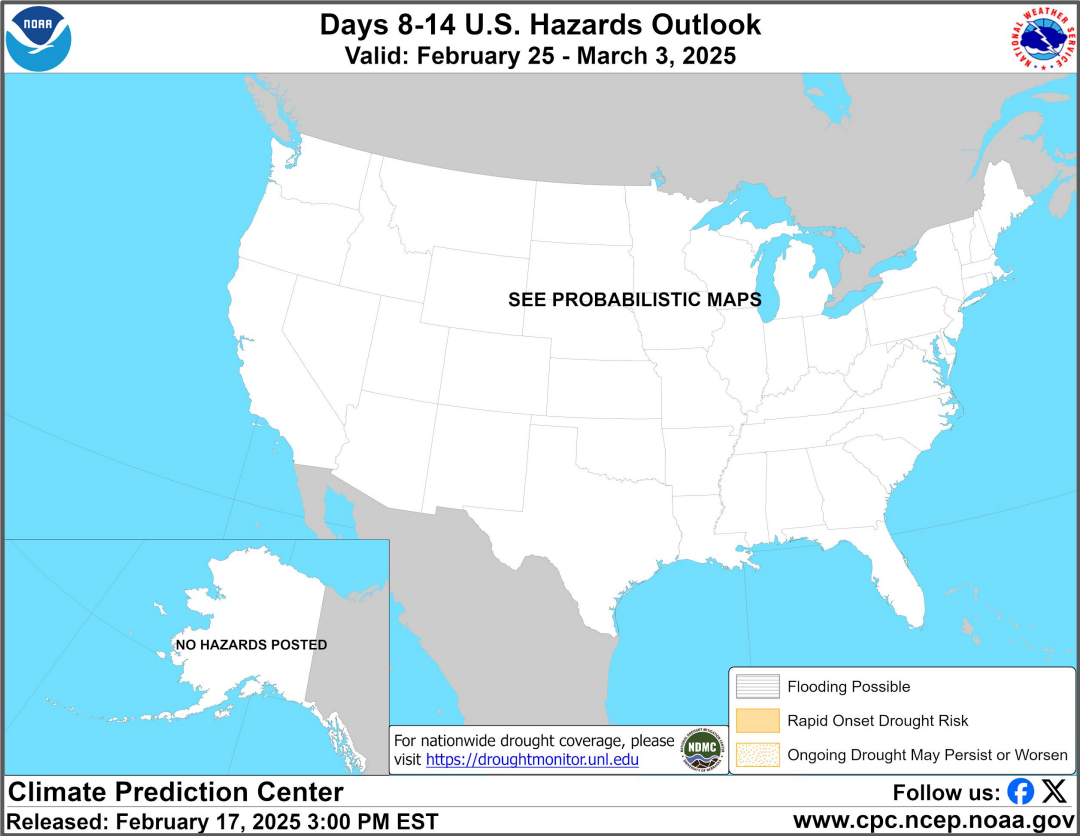 NOAA
Days 8-14 U.S. Hazards Outlook
Valid: February 25 - March 3, 2025
NATIONAL WEATHER SERVICE
SEE PROBABILISTIC MAPS
NO HAZARDS POSTED
Flooding Possible
Rapid Onset Drought Risk
Ongoing Drought May Persist or Worsen
For nationwide drought coverage, please
visit https://droughtmonitor.unl.edu
NDMC
Climate Prediction Center
Follow us:
Released: February 17, 2025 3:00 PM EST
www.cpc.ncep.noaa.gov